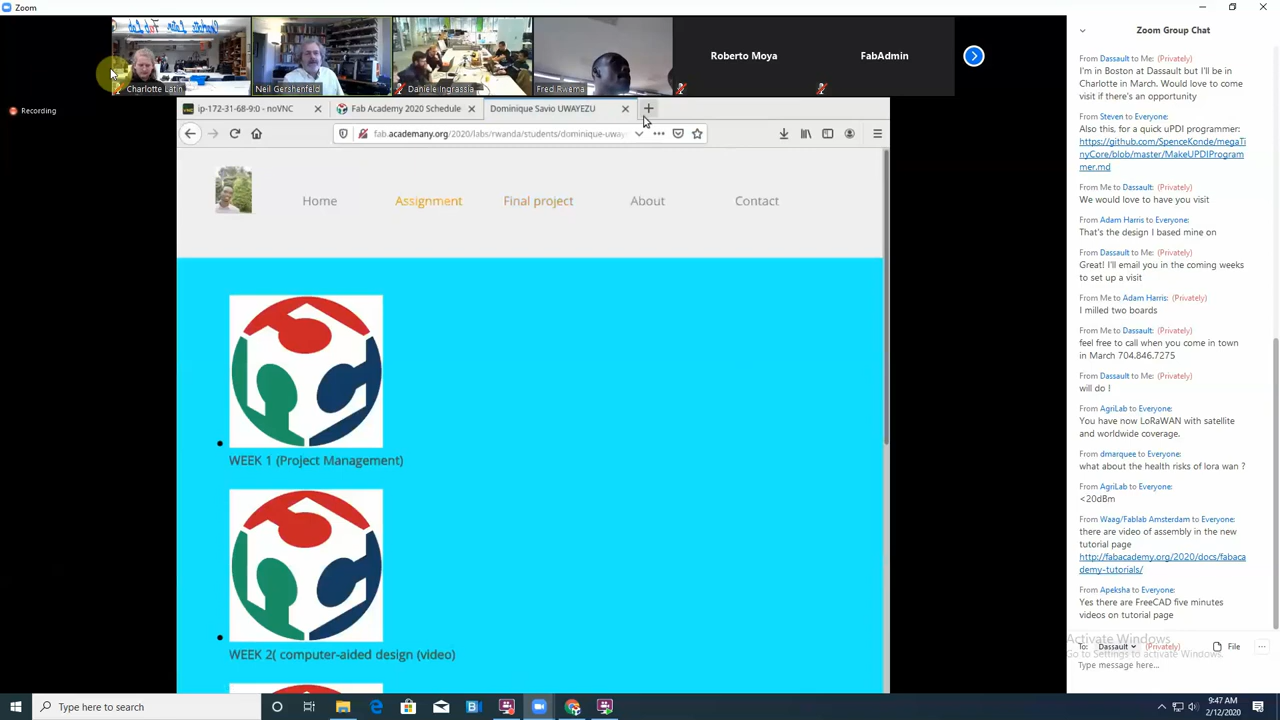 Zoom
Charlotte Latin
Neil Gershenfeld
Daniele Ingrassia
Fred Rwema
Roberto Moya
FabAdmin
Recording
ip-172-31-68-9:0 - noVNC
Fab Academy 2020 Schedule
Dominique Savio UWAYEZU
fab.academany.org/2020/labs/rwanda/students/dominique-uway
Home
Assignment
Final project
About
Contact
WEEK 1 (Project Management)
WEEK 2( computer-aided design (video)
Zoom Group Chat
From Dassault to Me: (Privately)
I'm in Boston at Dassault but I'll be
in Charlotte in March. Would love to come
visit if there's an opportunity
From Steven to Everyone:
Also this, for a quick uPDI programmer:
https://github.com/SpenceKonde/megaTi
nyCore/blob/master/MakeUPDIProgram
mer.md
From Me to Dassault: (Privately)
We would love to have you visit
From Adam Harris to Everyone:
That's the design I based mine on
From Dassault to Me: (Privately)
Great! I'll email you in the coming weeks
to set up a visit
From Me to Adam Harris: (Privately)
I milled two boards
From Me to Dassault: (Privately)
feel free to call when you come in town
in March 704.846.7275
From Dassault to Me: (Privately)
will do !
From AgriLab to Everyone:
You have now LoRaWAN with satellite
and worldwide coverage.
From dmarquee to Everyone:
what about the health risks of lora wan ?
From AgriLab to Everyone:
<20dBm
From Waag/Fablab Amsterdam to Everyone:
there are video of assembly in the new
tutorial page
http://fabacademy.org/2020/docs/fabaca
demy-tutorials/
From Apeksha to Everyone:
Yes there are FreeCAD five minutes
videos on tutorial page
Activate Windows
Go to Settings to activate Windows.
To: Dassault (Privately)
File
Type message here...
Type here to search
9:47 AM
2/12/2020